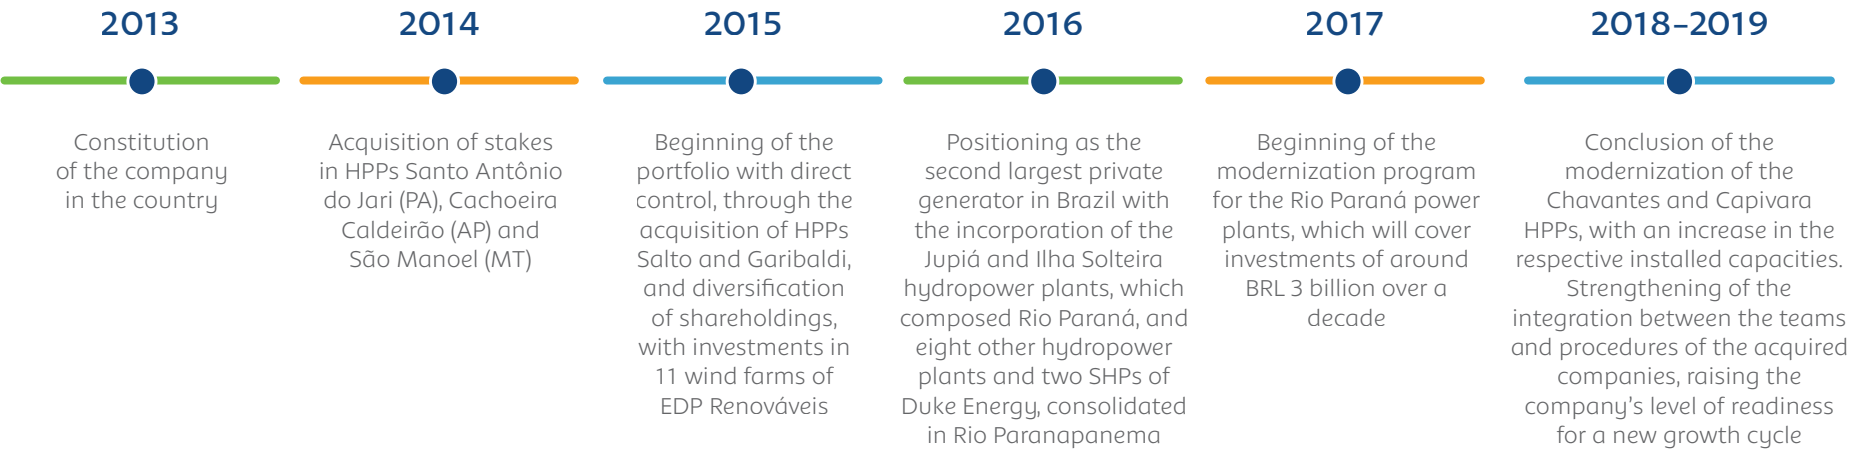 2013
Constitution
of the company
in the country
2014
Acquisition of stakes
in HPPs Santo Antônio
do Jari (PA), Cachoeira
Caldeirão (AP) and
São Manoel (MT)
2015
Beginning of the
portfolio with direct
control, through the
acquisition of HPPs
Salto and Garibaldi,
and diversification
of shareholdings,
with investments in
11 wind farms of
EDP Renováveis
2016
Positioning as the
second largest private
generator in Brazil with
the incorporation of the
Jupiá and Ilha Solteira
hydropower plants, which
composed Rio Paraná, and
eight other hydropower
plants and two SHPs of
Duke Energy, consolidated
in Rio Paranapanema
2017
Beginning of the
modernization program
for the Rio Paraná power
plants, which will cover
investments of around
BRL 3 billion over a
decade
2018–2019
Conclusion of the
modernization of the
Chavantes and Capivara
HPPs, with an increase in the
respective installed capacities.
Strengthening of the
integration between the teams
and procedures of the acquired
companies, raising the
company's level of readiness
for a new growth cycle